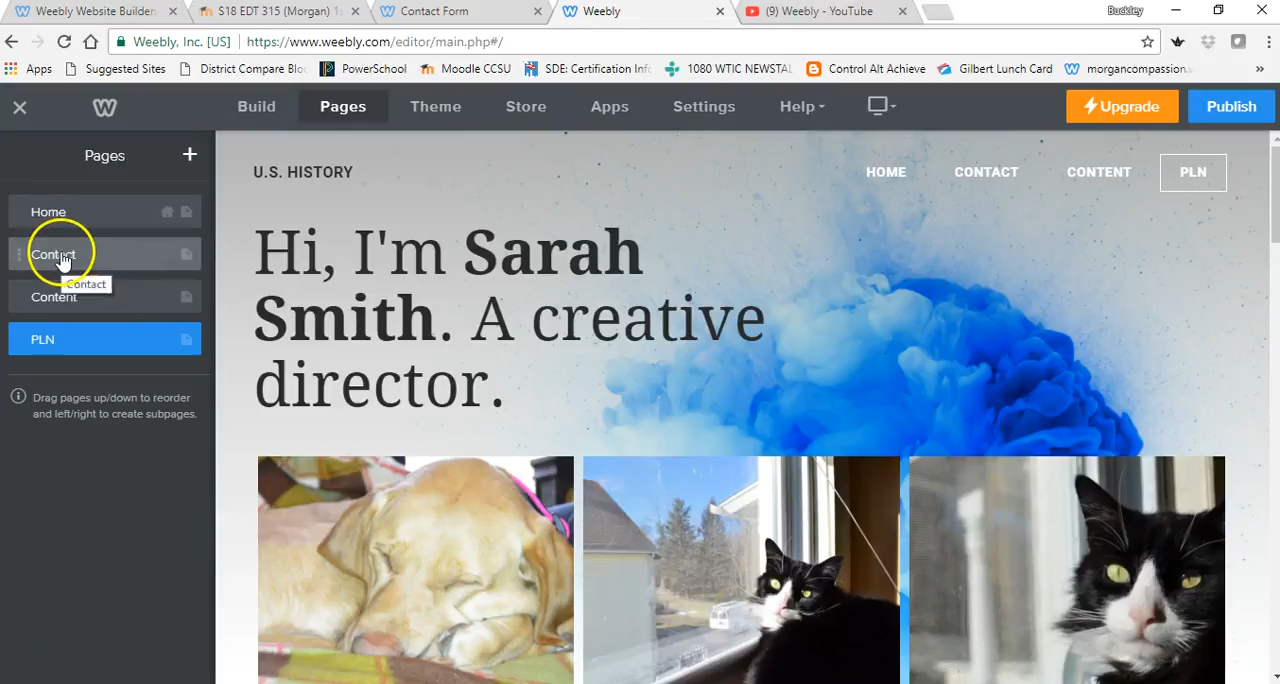 Weebly Website Builder
S18 EDT 315 (Morgan) 1s
Contact Form
Weebly
(9) Weebly - YouTube
Buckley
Weebly, Inc. [US]
https://www.weebly.com/editor/main.php#/
Apps
Suggested Sites
District Compare Blo
PowerSchool
Moodle CCSU
SDE: Certification Info
1080 WTIC NEWSTAL
Control Alt Achieve
Gilbert Lunch Card
morgancompassion.w
»
Build
Pages
Theme
Store
Apps
Settings
Help
Upgrade
Publish
Pages
+
Home
Contact
Contact
Content
PLN
Drag pages up/down to reorder
and left/right to create subpages.
U.S. HISTORY
HOME
CONTACT
CONTENT
PLN
Hi, I'm Sarah
Smith. A creative
director.